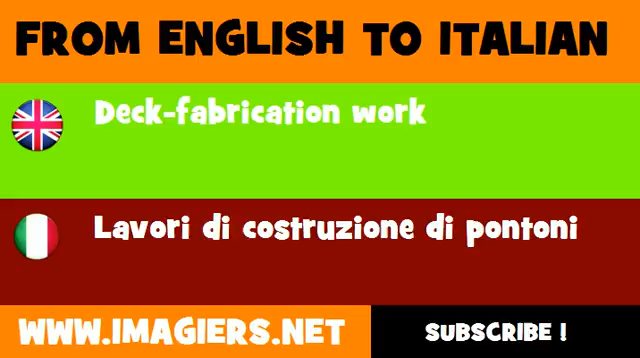 FROM ENGLISH TO ITALIAN
Deck-fabrication work
Lavori di costruzione di pontoni
WWW.IMAGIERS.NET
SUBSCRIBE !